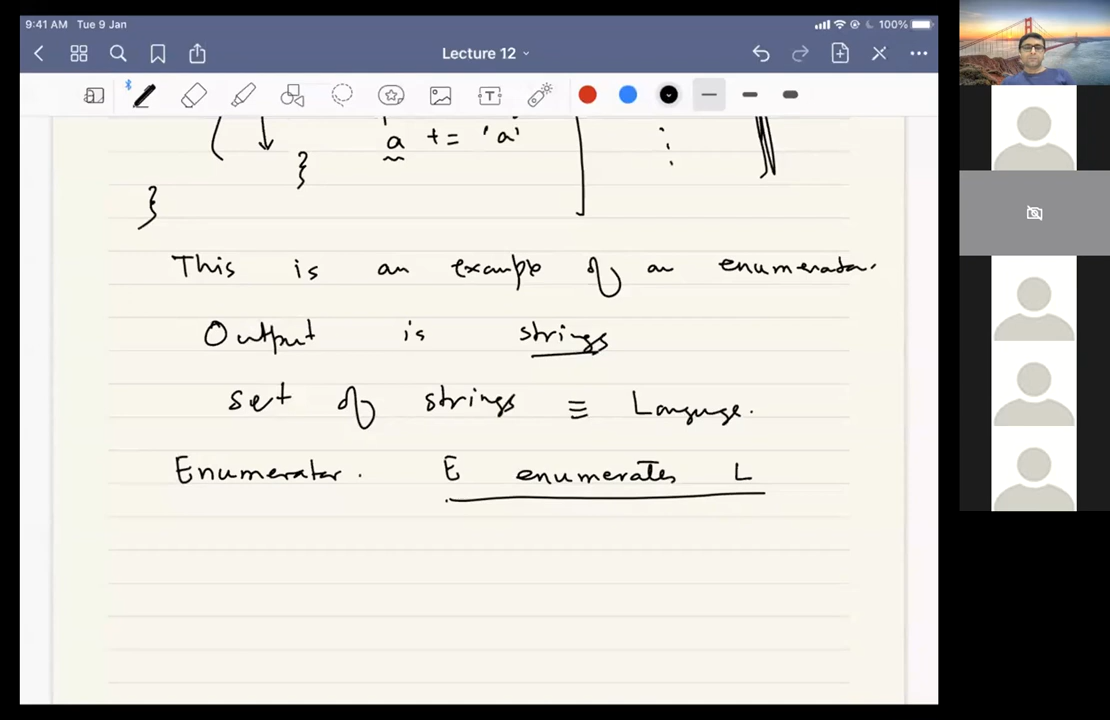 9:41 AM Tue 9 Jan
100%
Lecture 12
T
a += 'a'
}
}
This is an example of an enumerator.
Output is strings
set of strings ≡ Language.
Enumerator. E enumerates L